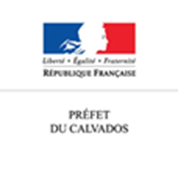 Liberté • Égalité • Fraternité
RÉPUBLIQUE FRANÇAISE
PRÉFET
DU CALVADOS